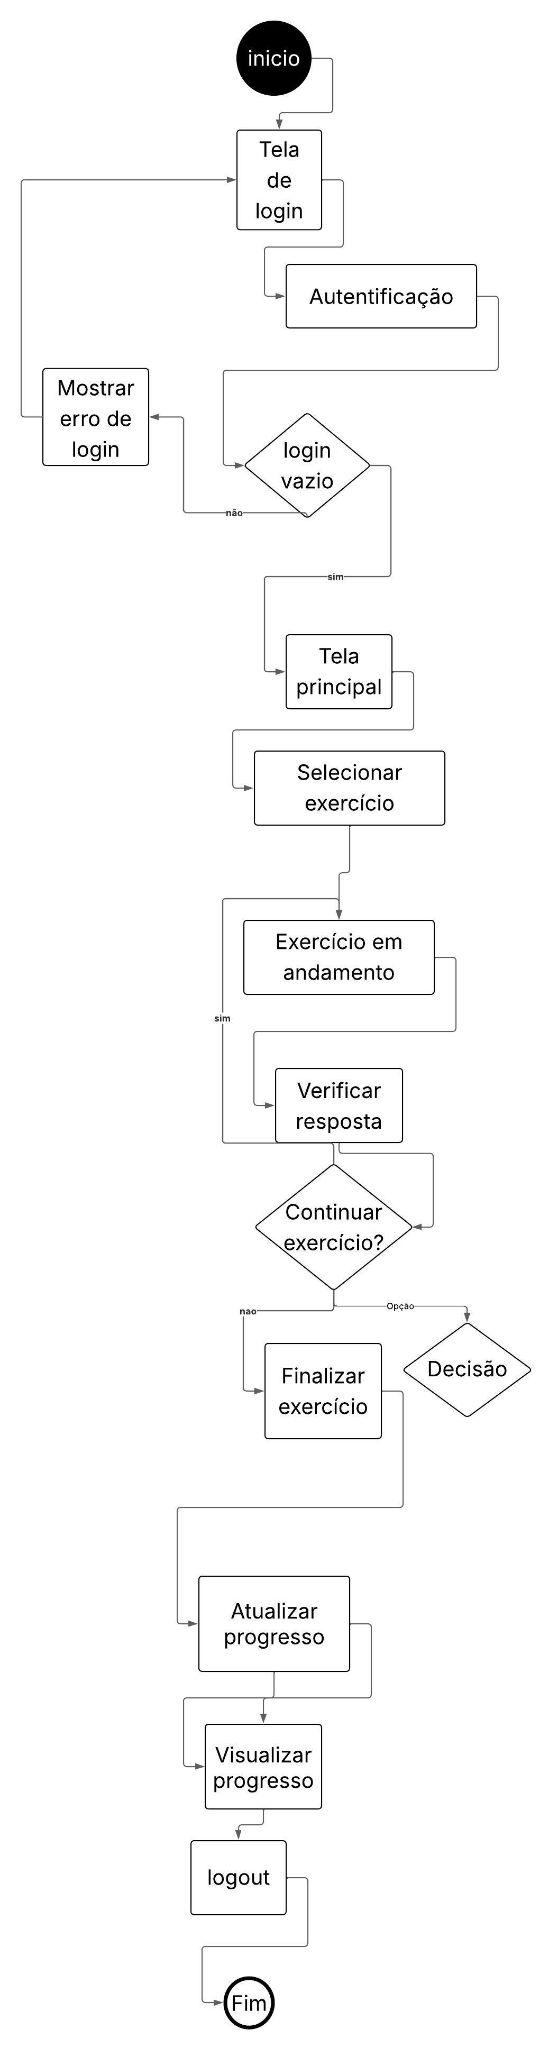 inicio
Tela
de
login
Autentificação
Mostrar
erro de
login
login
vazio
não
sim
Tela
principal
Selecionar
exercício
Exercício em
andamento
sim
Verificar
resposta
Continuar
exercício?
nao
Opção
Decisão
Finalizar
exercício
Atualizar
progresso
Visualizar
progresso
logout
Fim